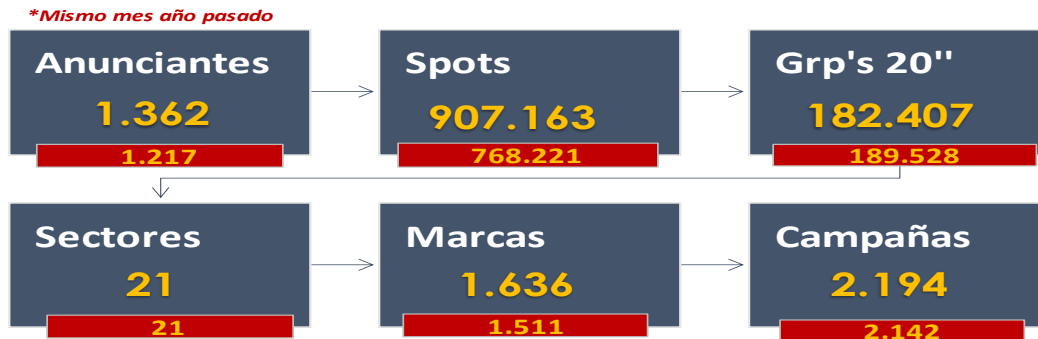 *Mismo mes año pasado
Anunciantes
1.362
1.217
Spots
907.163
768.221
Grp's 20''
182.407
189.528
Sectores
21
21
Marcas
1.636
1.511
Campañas
2.194
2.142